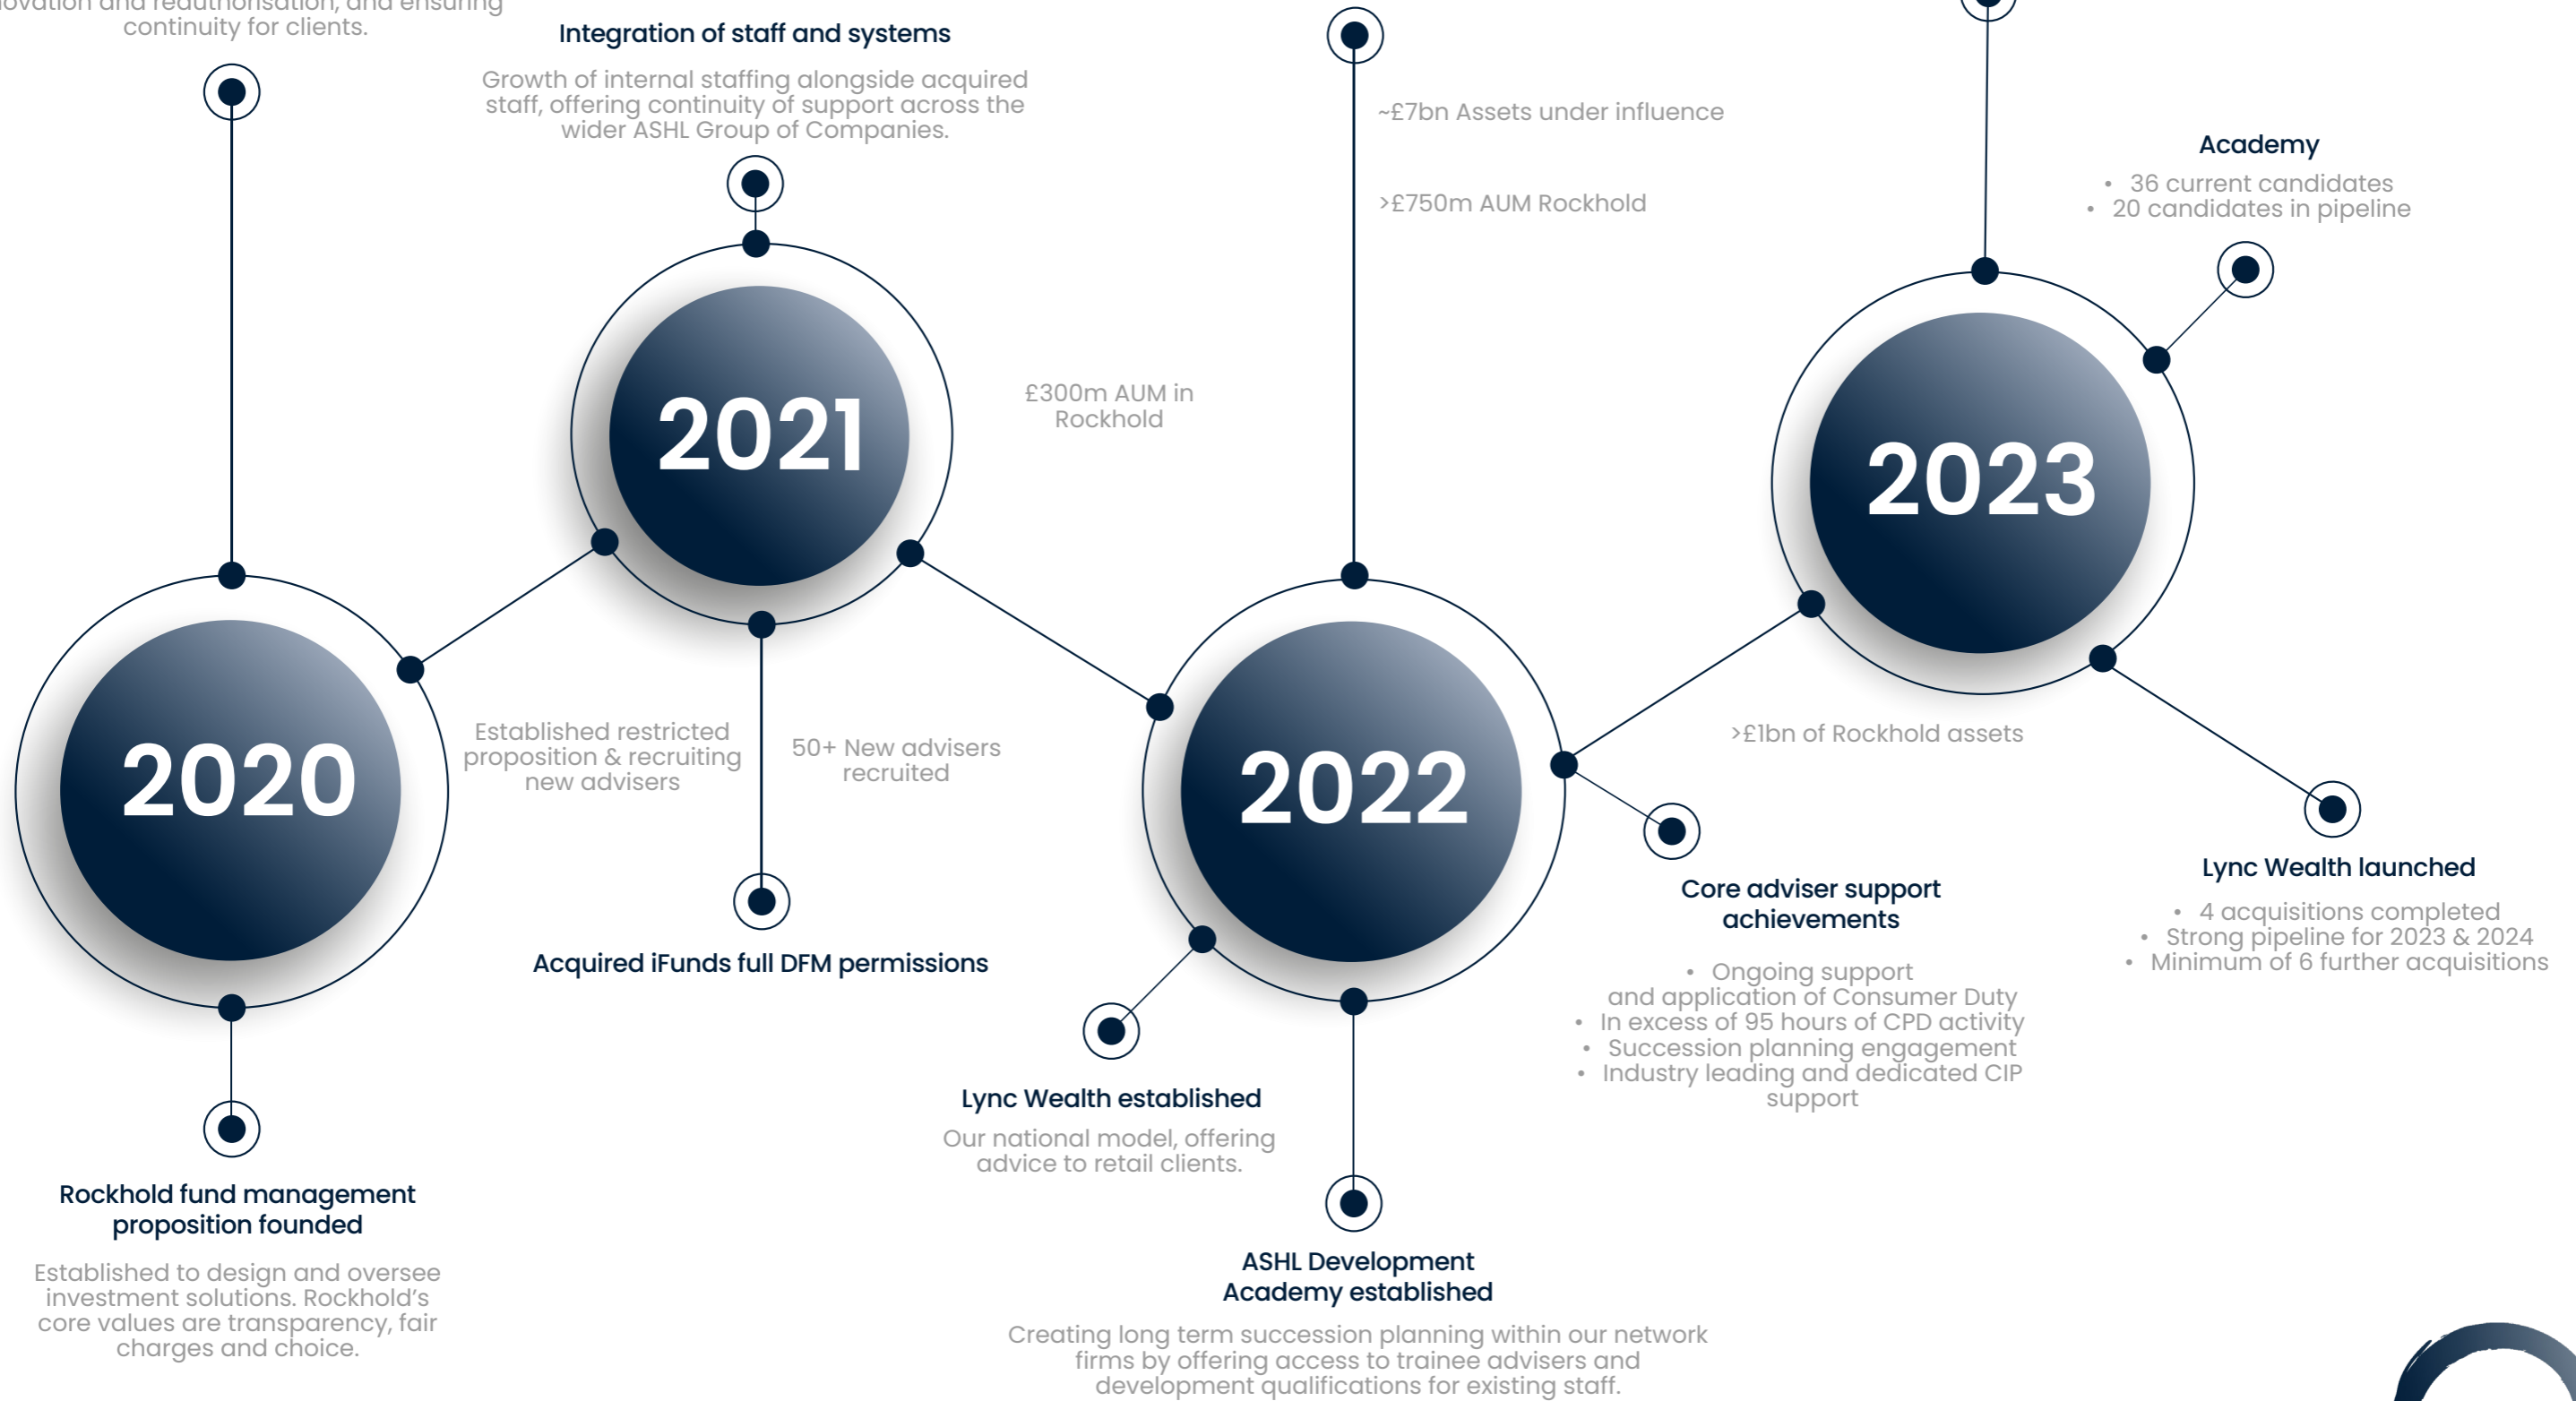 and reauthorisation, and ensuring
continuity for clients.
Integration of staff and systems
Growth of internal staffing alongside acquired
staff, offering continuity of support across the
wider ASHL Group of Companies.
~£7bn Assets under influence
>£750m AUM Rockhold
Academy
• 36 current candidates
• 20 candidates in pipeline
2021
£300m AUM in
Rockhold
2023
2020
Established restricted
proposition & recruiting
new advisers
50+ New advisers
recruited
2022
>£1bn of Rockhold assets
Acquired iFunds full DFM permissions
Core adviser support
achievements
• Ongoing support
and application of Consumer Duty
• In excess of 95 hours of CPD activity
• Succession planning engagement
• Industry leading and dedicated CIP
support
Lync Wealth launched
• 4 acquisitions completed
• Strong pipeline for 2023 & 2024
• Minimum of 6 further acquisitions
Lync Wealth established
Our national model, offering
advice to retail clients.
Rockhold fund management
proposition founded
Established to design and oversee
investment solutions. Rockhold’s
core values are transparency, fair
charges and choice.
ASHL Development
Academy established
Creating long term succession planning within our network
firms by offering access to trainee advisers and
development qualifications for existing staff.